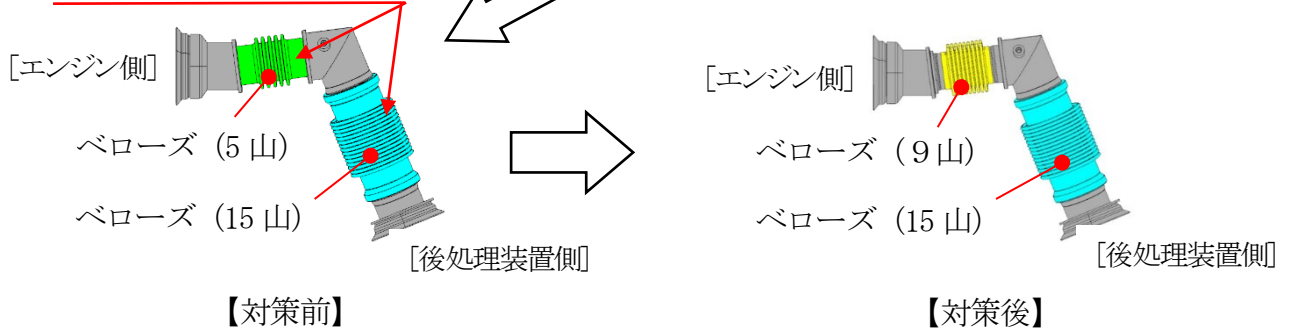 [エンジン側]
ベローズ (5 山)
ベローズ (15 山)
[後処理装置側]
【対策前】
[エンジン側]
ベローズ (９山)
ベローズ (15 山)
[後処理装置側]
【対策後】